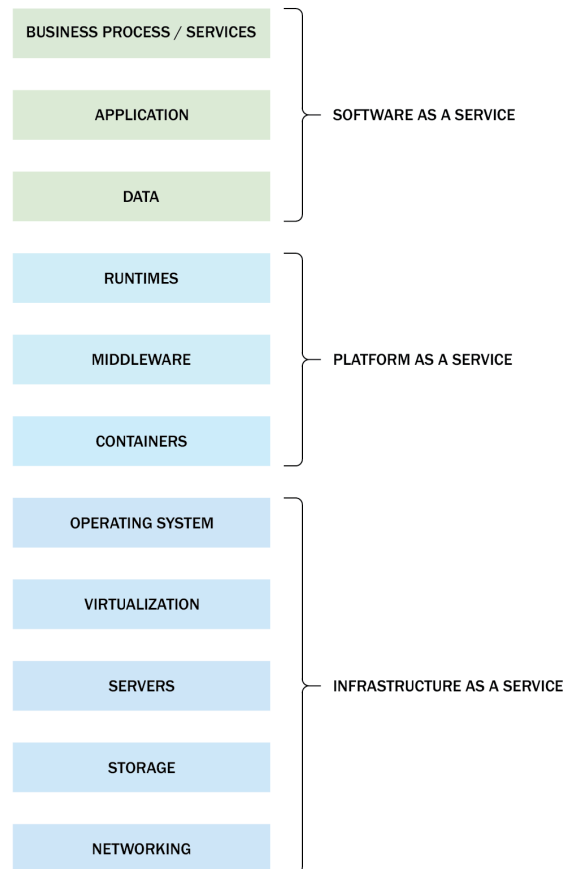 BUSINESS PROCESS / SERVICES
APPLICATION
SOFTWARE AS A SERVICE
DATA
RUNTIMES
MIDDLEWARE
PLATFORM AS A SERVICE
CONTAINERS
OPERATING SYSTEM
VIRTUALIZATION
SERVERS
INFRASTRUCTURE AS A SERVICE
STORAGE
NETWORKING